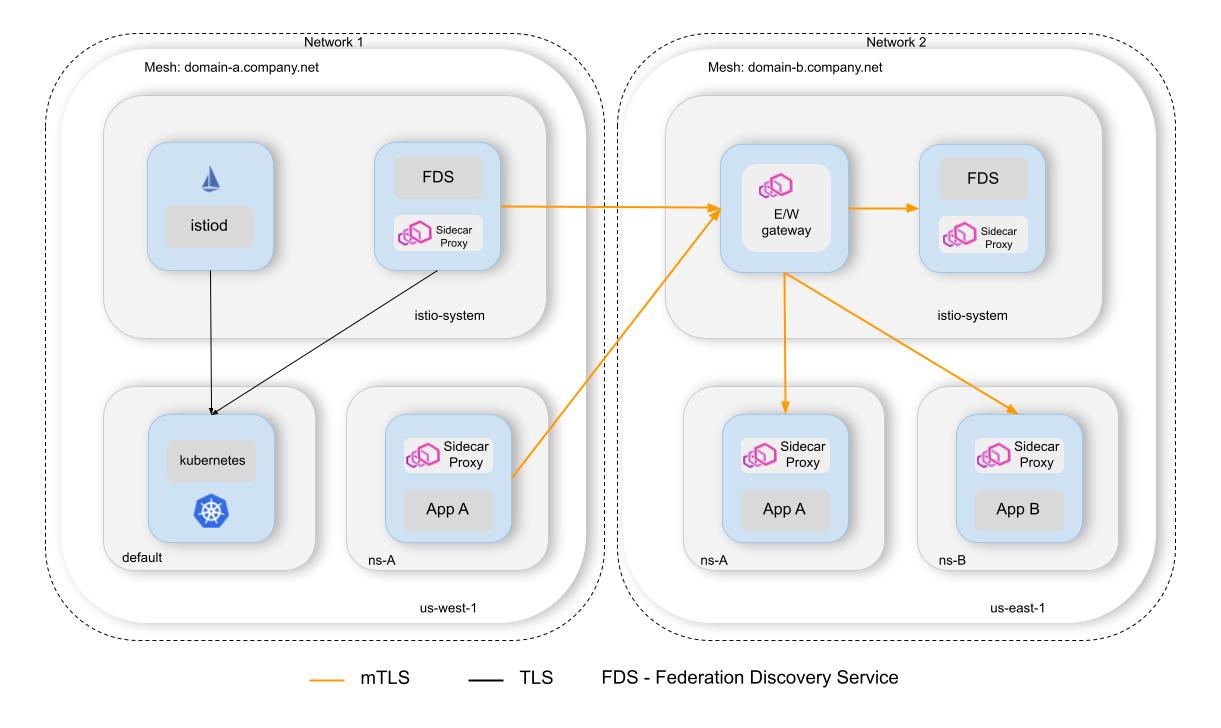 Network 1
Mesh: domain-a.company.net
istiod
FDS
Sidecar
Proxy
istio-system
kubernetes
default
Sidecar
Proxy
App A
ns-A
us-west-1
Network 2
Mesh: domain-b.company.net
E/W
gateway
FDS
Sidecar
Proxy
istio-system
Sidecar
Proxy
App A
ns-A
Sidecar
Proxy
App B
ns-B
us-east-1
mTLS
TLS
FDS - Federation Discovery Service